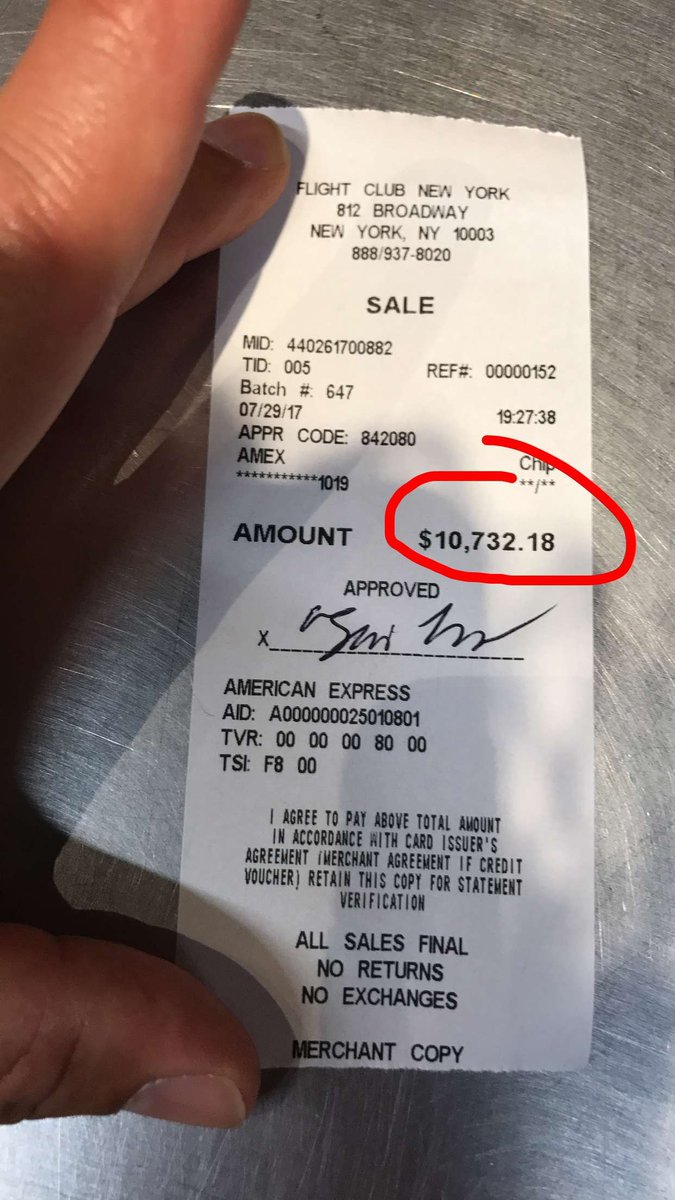 FLIGHT CLUB NEW YORK
812 BROADWAY
NEW YORK, NY 10003
888/937-8020
SALE
MID: 440261700882
TID: 005 REF#: 00000152
Batch #: 647
07/29/17 19:27:38
APPR CODE: 842080
AMEX Chip
***********1019 **/**
AMOUNT $10,732.18
APPROVED
X
AMERICAN EXPRESS
AID: A000000025010801
TVR: 00 00 00 80 00
TSI: F8 00
I AGREE TO PAY ABOVE TOTAL AMOUNT
IN ACCORDANCE WITH CARD ISSUER'S
AGREEMENT (MERCHANT AGREEMENT IF CREDIT
VOUCHER) RETAIN THIS COPY FOR STATEMENT
VERIFICATION
ALL SALES FINAL
NO RETURNS
NO EXCHANGES
MERCHANT COPY